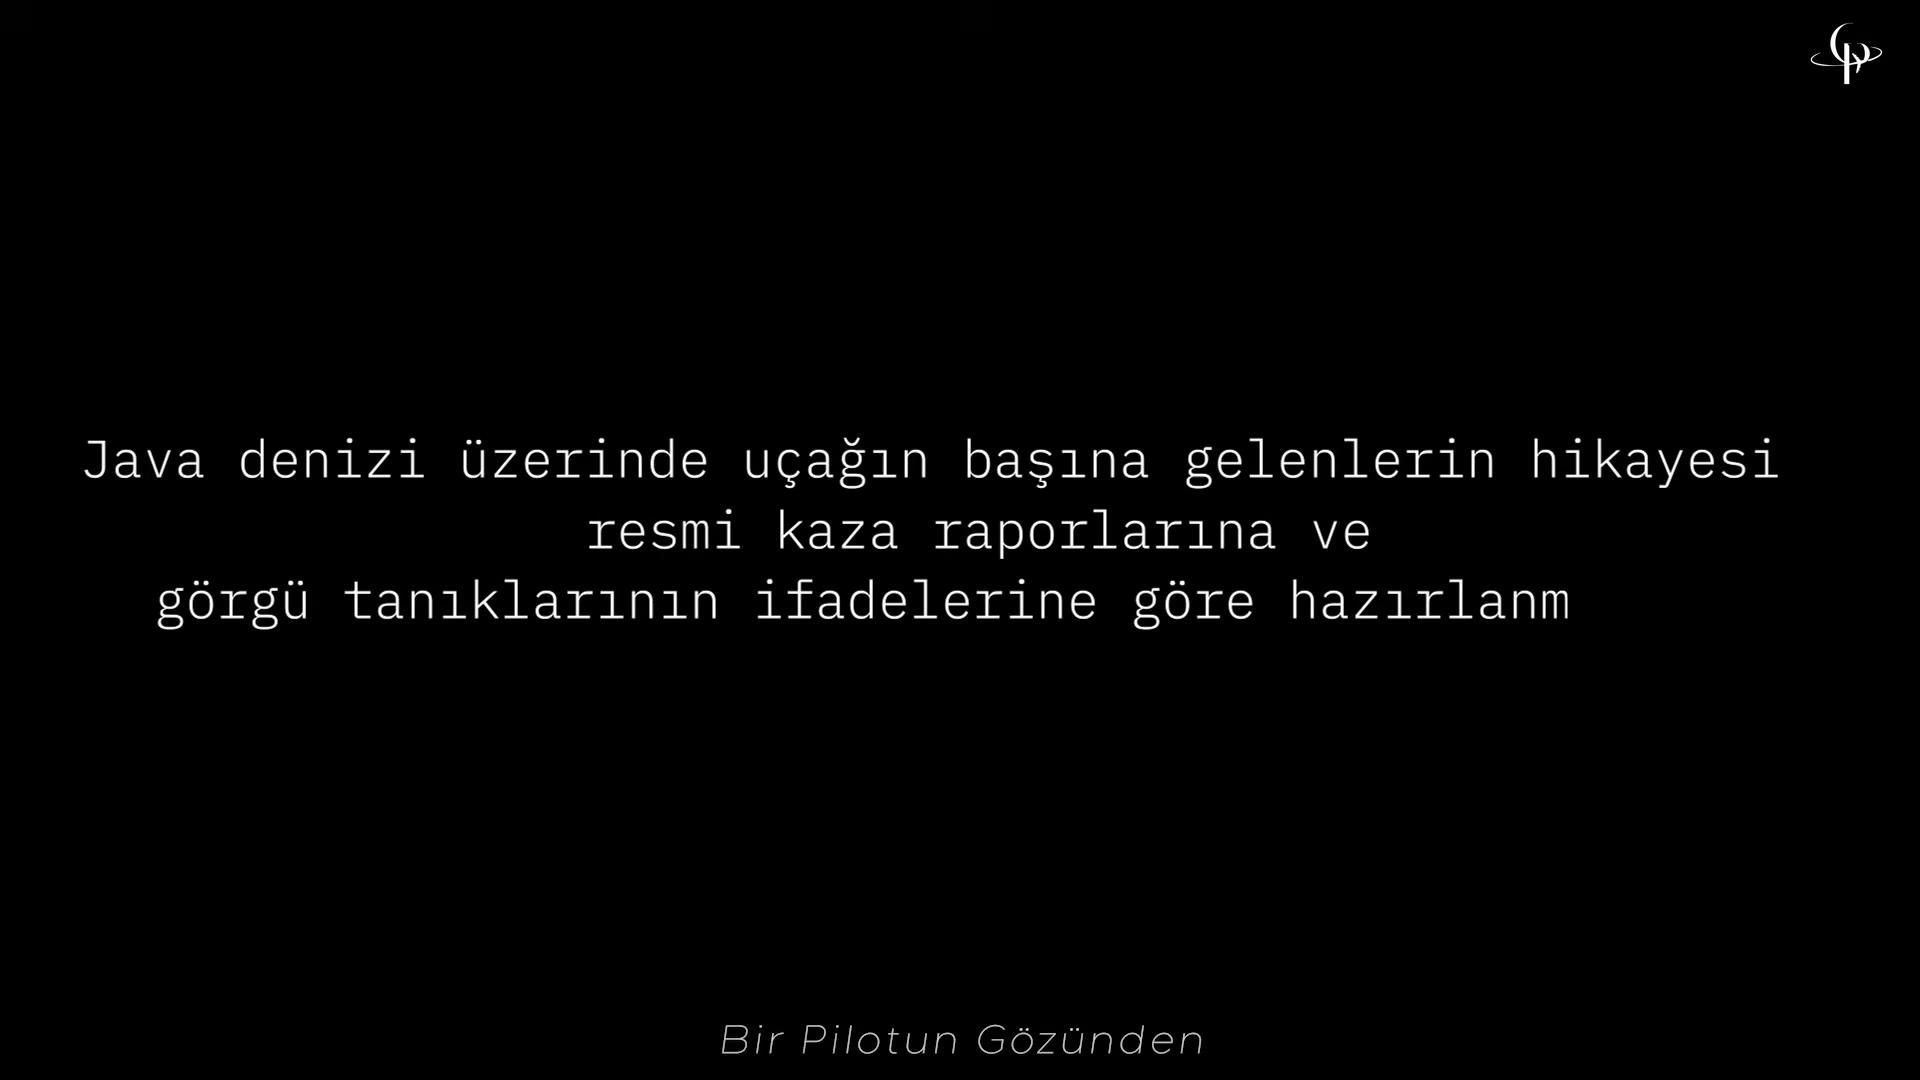 Java denizi üzerinde uçağın başına gelenlerin hikayesi
resmi kaza raporlarına ve
görgü tanıklarının ifadelerine göre hazırlanm
Bir Pilotun Gözünden